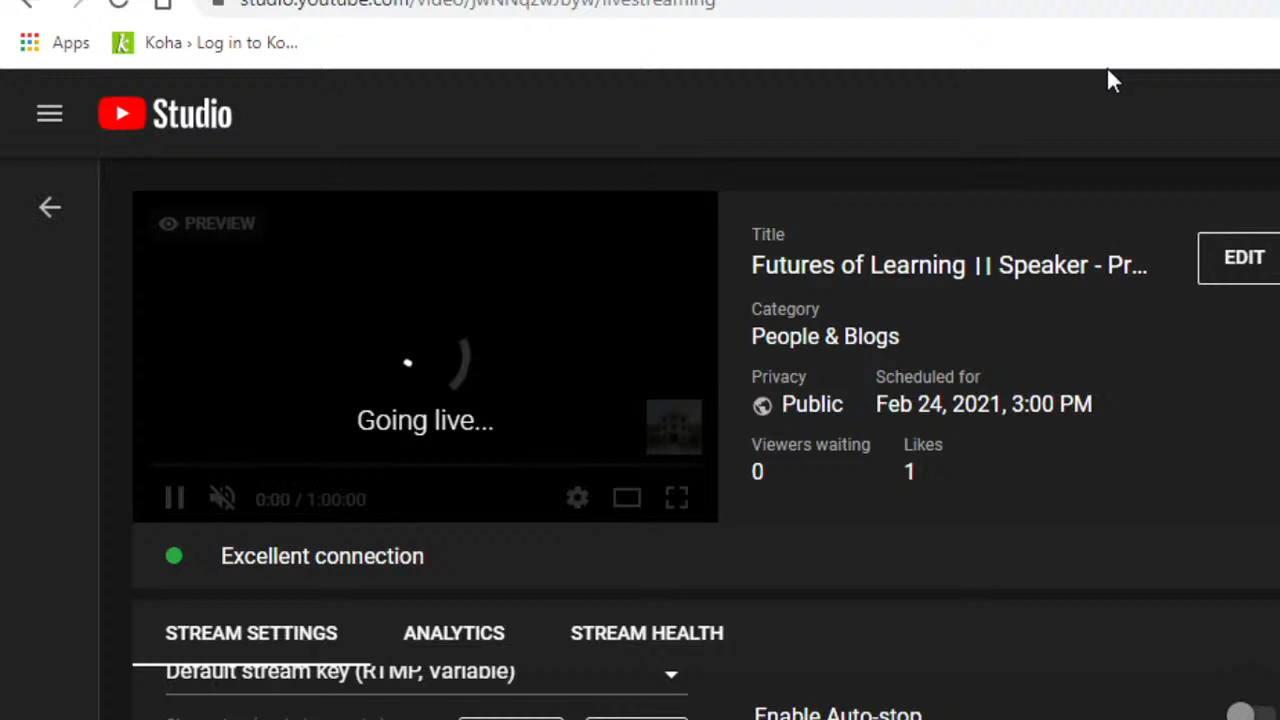 Apps Koha › Log in to Ko...
Studio
PREVIEW
Going live...
0:00 / 1:00:00
Title
Futures of Learning || Speaker - Pr...
EDIT
Category
People & Blogs
Privacy
Scheduled for
Public
Feb 24, 2021, 3:00 PM
Viewers waiting
Likes
0
1
Excellent connection
STREAM SETTINGS ANALYTICS STREAM HEALTH
Default stream key (RTMP, Variable)
Enable Auto-stop